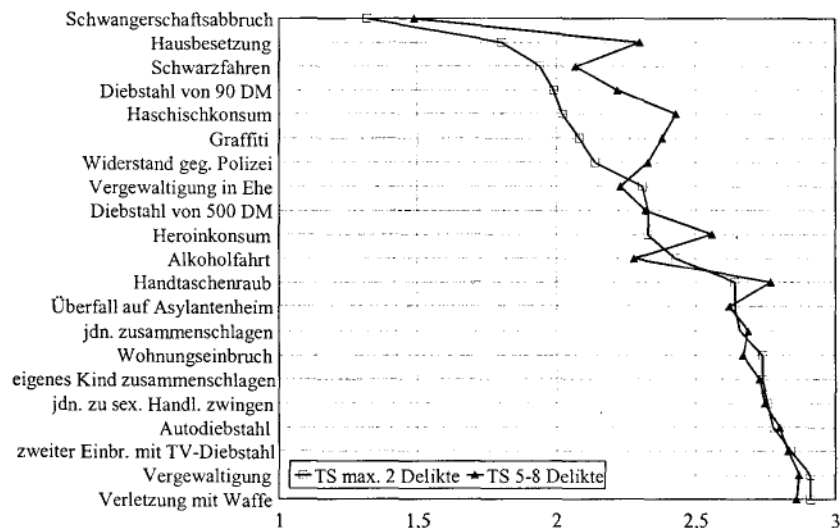 Schwangerschaftsabbruch
Hausbesetzung
Schwarzfahren
Diebstahl von 90 DM
Haschischkonsum
Graffiti
Widerstand geg. Polizei
Vergewaltigung in Ehe
Diebstahl von 500 DM
Heroinkonsum
Alkoholfahrt
Handtaschenraub
Überfall auf Asylantenheim
jdn. zusammenschlagen
Wohnungseinbruch
eigenes Kind zusammenschlagen
jdn. zu sex. Handl. zwingen
Autodiebstahl
zweiter Einbr. mit TV-Diebstahl
Vergewaltigung
Verletzung mit Waffe
TS max. 2 Delikte TS 5-8 Delikte
1 1.5 2 2.5 3